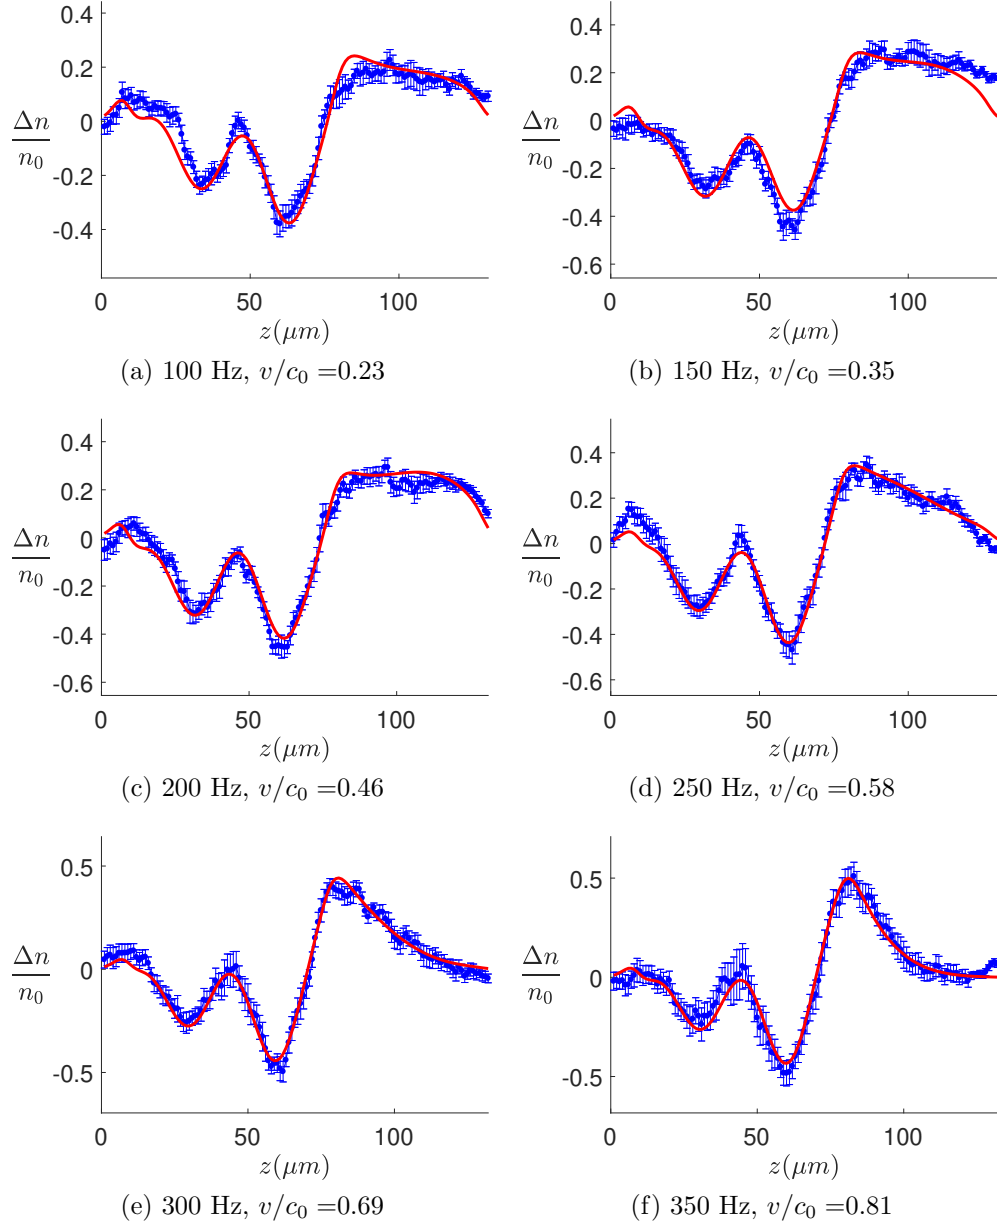 0.4
0.2
0
-0.2
-0.4
Δn
n₀
0 50 100
z(μm)
(a) 100 Hz, v/c₀ =0.23
0.4
0.2
0
-0.2
-0.4
-0.6
Δn
n₀
0 50 100
z(μm)
(b) 150 Hz, v/c₀ =0.35
0.4
0.2
0
-0.2
-0.4
-0.6
Δn
n₀
0 50 100
z(μm)
(c) 200 Hz, v/c₀ =0.46
0.4
0.2
0
-0.2
-0.4
-0.6
Δn
n₀
0 50 100
z(μm)
(d) 250 Hz, v/c₀ =0.58
0.5
0
-0.5
Δn
n₀
0 50 100
z(μm)
(e) 300 Hz, v/c₀ =0.69
0.5
0
-0.5
Δn
n₀
0 50 100
z(μm)
(f) 350 Hz, v/c₀ =0.81